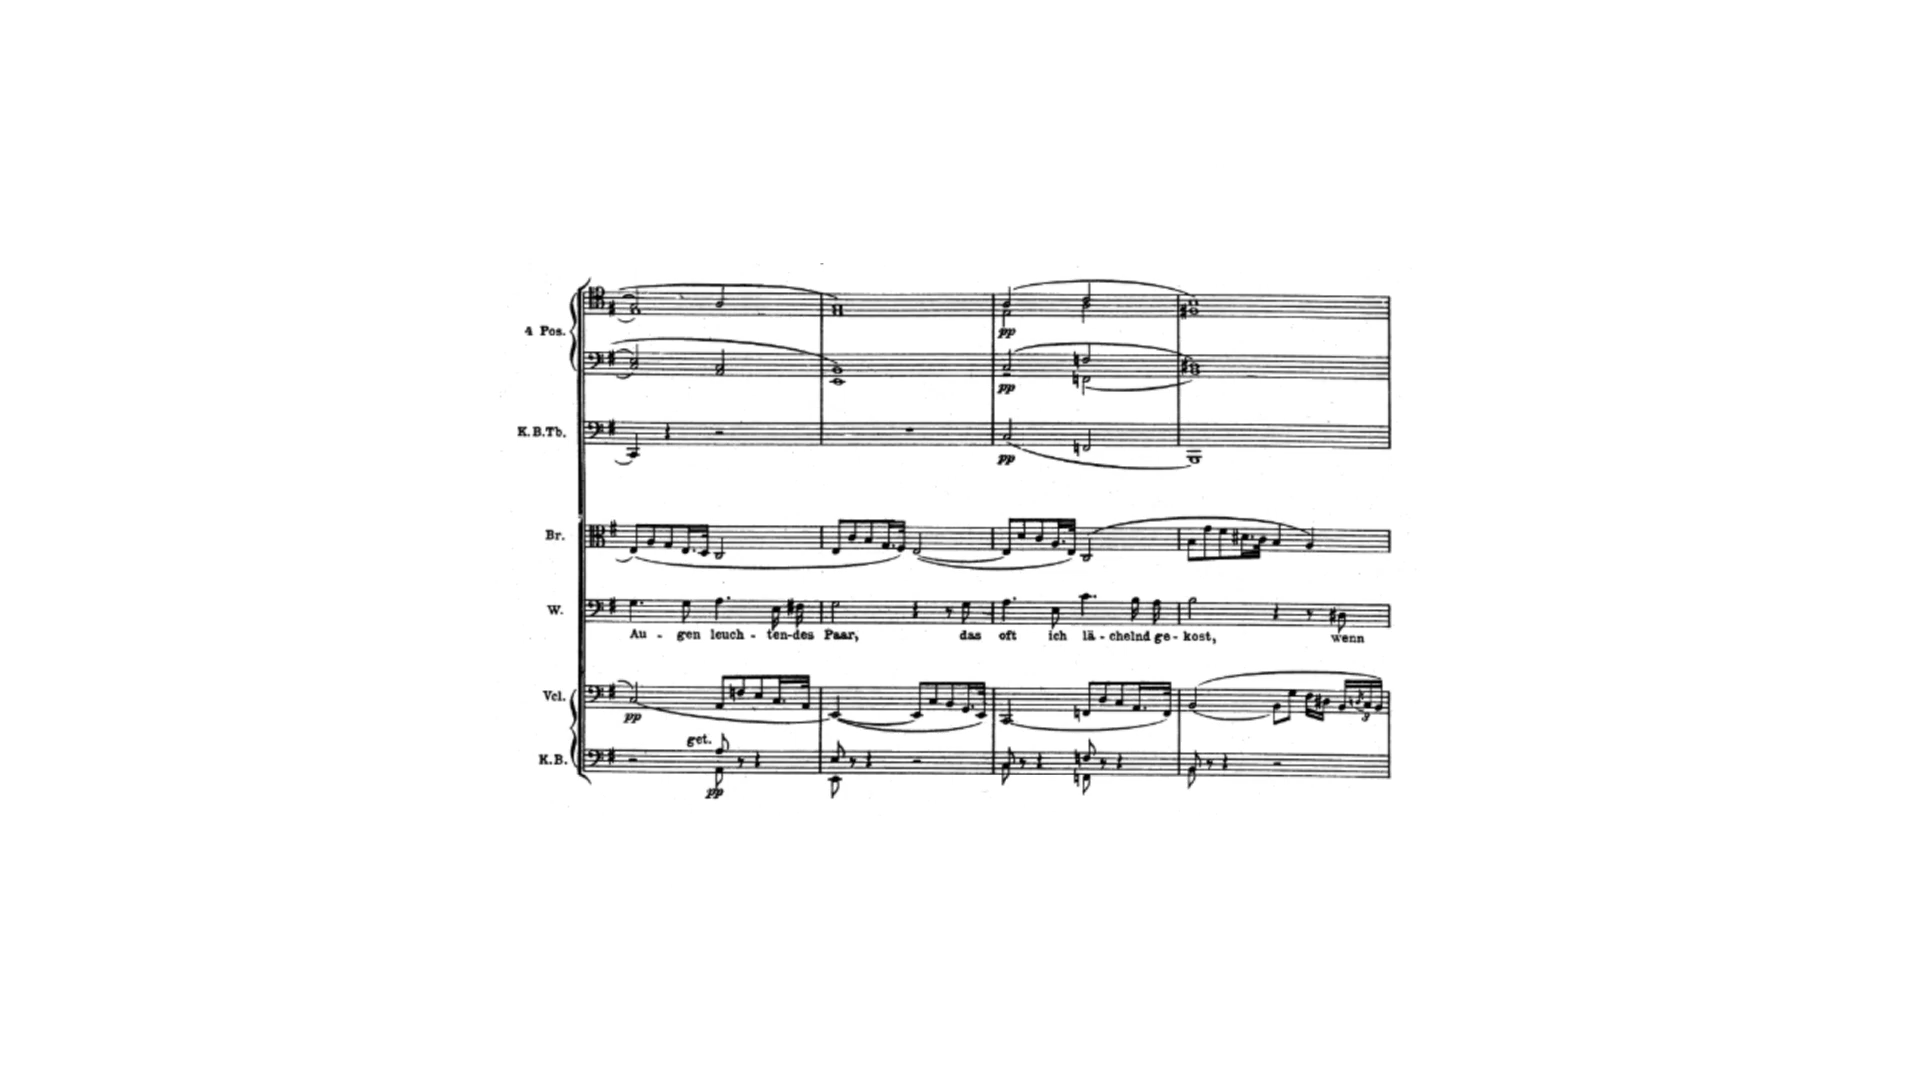 4 Pos.
pp
pp
K.B.Tb.
pp
Br.
W.
Au - gen leuch - ten-des Paar, das oft ich lä - chelnd ge - kost, wenn
Vcl.
pp
3
get.
K.B.
pp